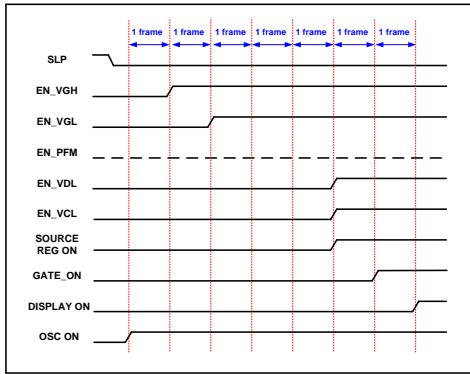 1 frame 1 frame 1 frame 1 frame 1 frame 1 frame 1 frame
SLP
EN_VGH
EN_VGL
EN_PFM
EN_VDL
EN_VCL
SOURCE
REG ON
GATE_ON
DISPLAY ON
OSC ON